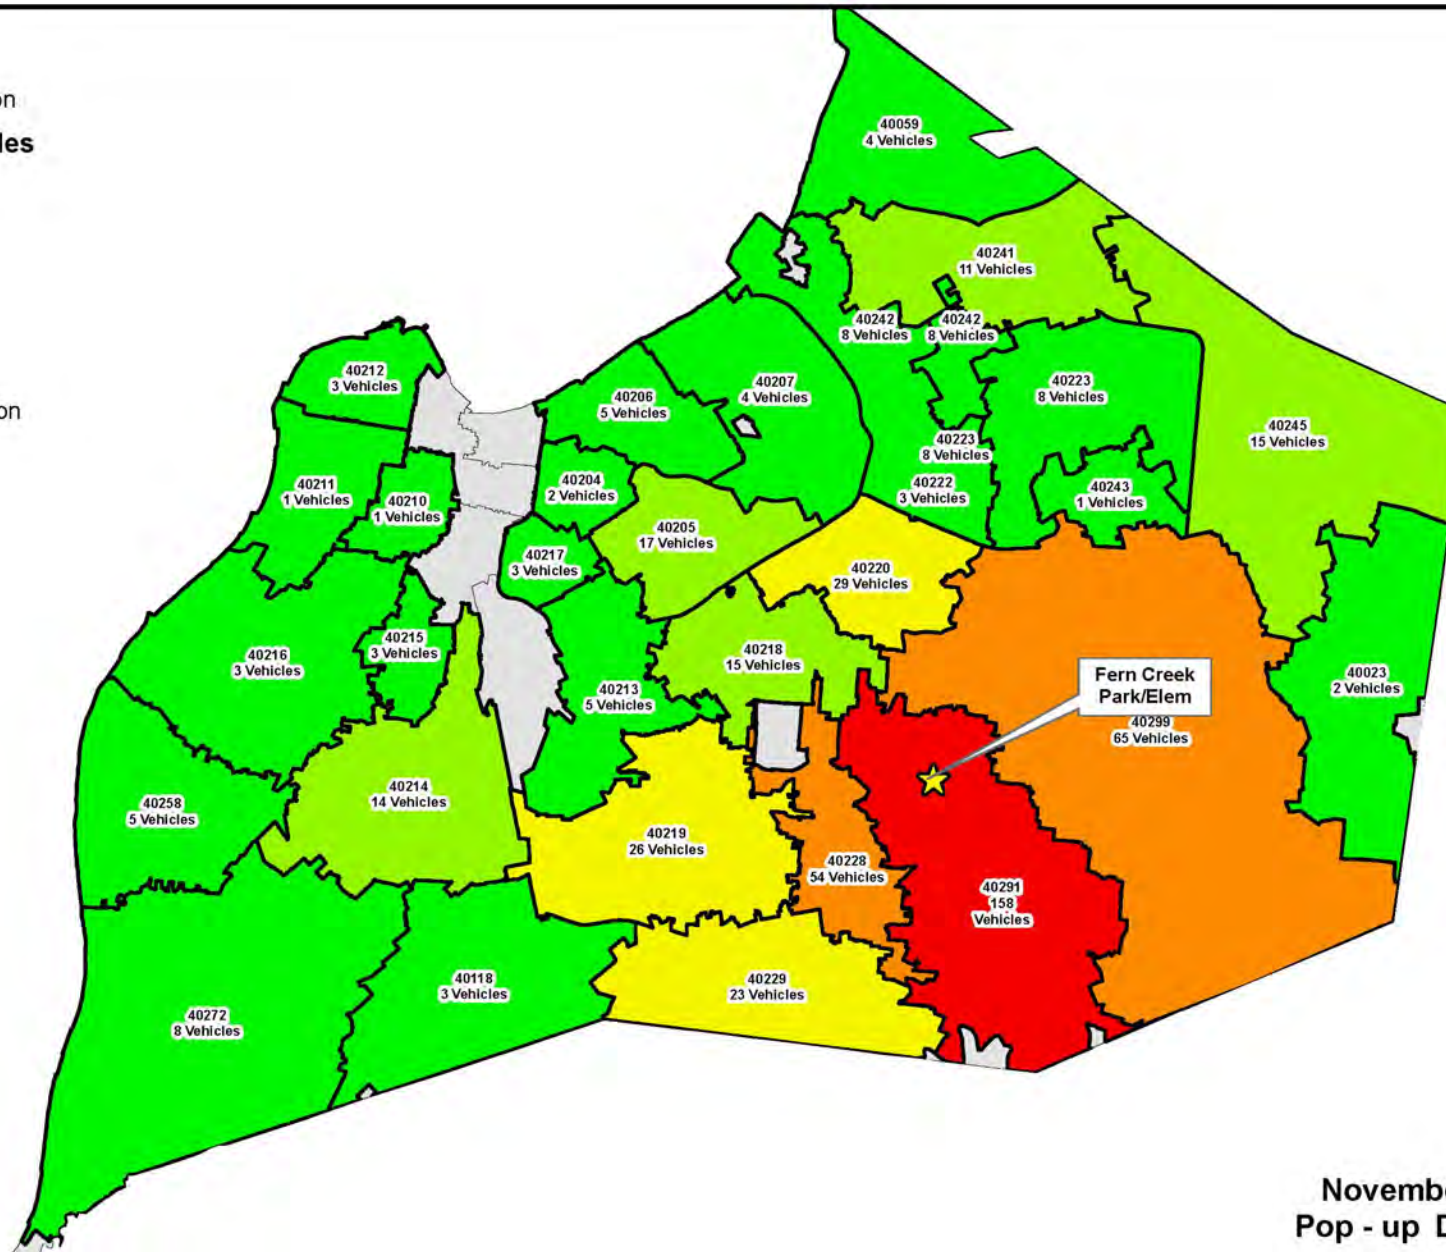 on
les
on
40059
4 Vehicles
40241
11 Vehicles
40242
8 Vehicles
40242
8 Vehicles
40212
3 Vehicles
40207
4 Vehicles
40223
8 Vehicles
40206
5 Vehicles
40245
15 Vehicles
40223
8 Vehicles
40211
1 Vehicles
40210
1 Vehicles
40204
2 Vehicles
40222
3 Vehicles
40243
1 Vehicles
40205
17 Vehicles
40217
3 Vehicles
40220
29 Vehicles
40215
3 Vehicles
40216
3 Vehicles
40218
15 Vehicles
40213
5 Vehicles
Fern Creek
Park/Elem
40023
2 Vehicles
40299
65 Vehicles
40214
14 Vehicles
40258
5 Vehicles
40219
26 Vehicles
40228
54 Vehicles
40291
158
Vehicles
40118
3 Vehicles
40229
23 Vehicles
40272
8 Vehicles
Novembe
Pop - up D